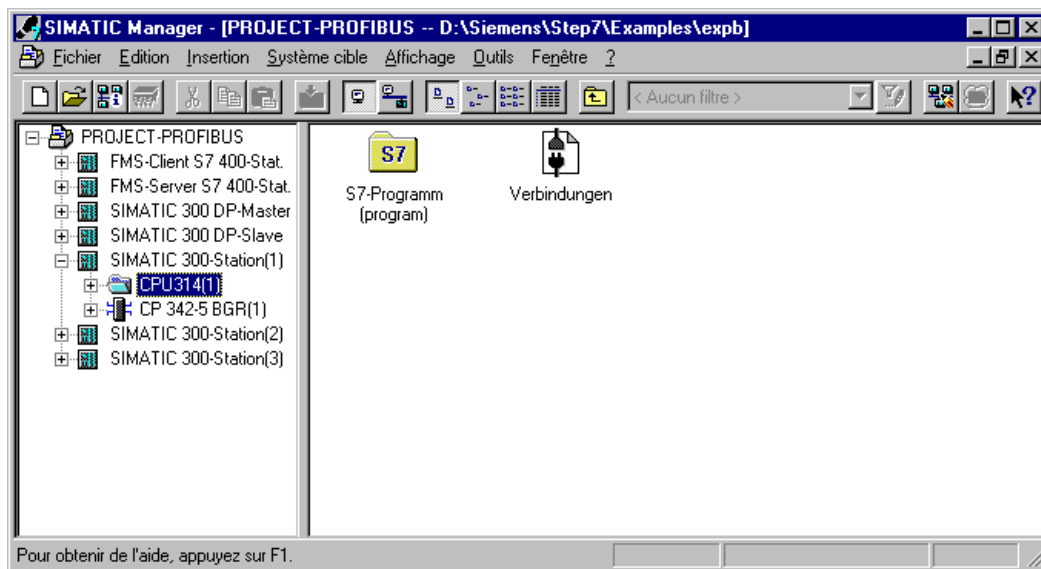 SIMATIC Manager - [PROJECT-PROFIBUS -- D:\Siemens\Step7\Examples\expb]
Fichier Edition Insertion Système cible Affichage Outils Fenêtre ?
< Aucun filtre >
PROJECT-PROFIBUS
FMS-Client S7 400-Stat.
FMS-Server S7 400-Stat.
SIMATIC 300 DP-Master
SIMATIC 300 DP-Slave
SIMATIC 300-Station(1)
CPU314(1)
CP 342-5 BGR(1)
SIMATIC 300-Station(2)
SIMATIC 300-Station(3)
S7
S7-Programm
(program)
Verbindungen
Pour obtenir de l'aide, appuyez sur F1.